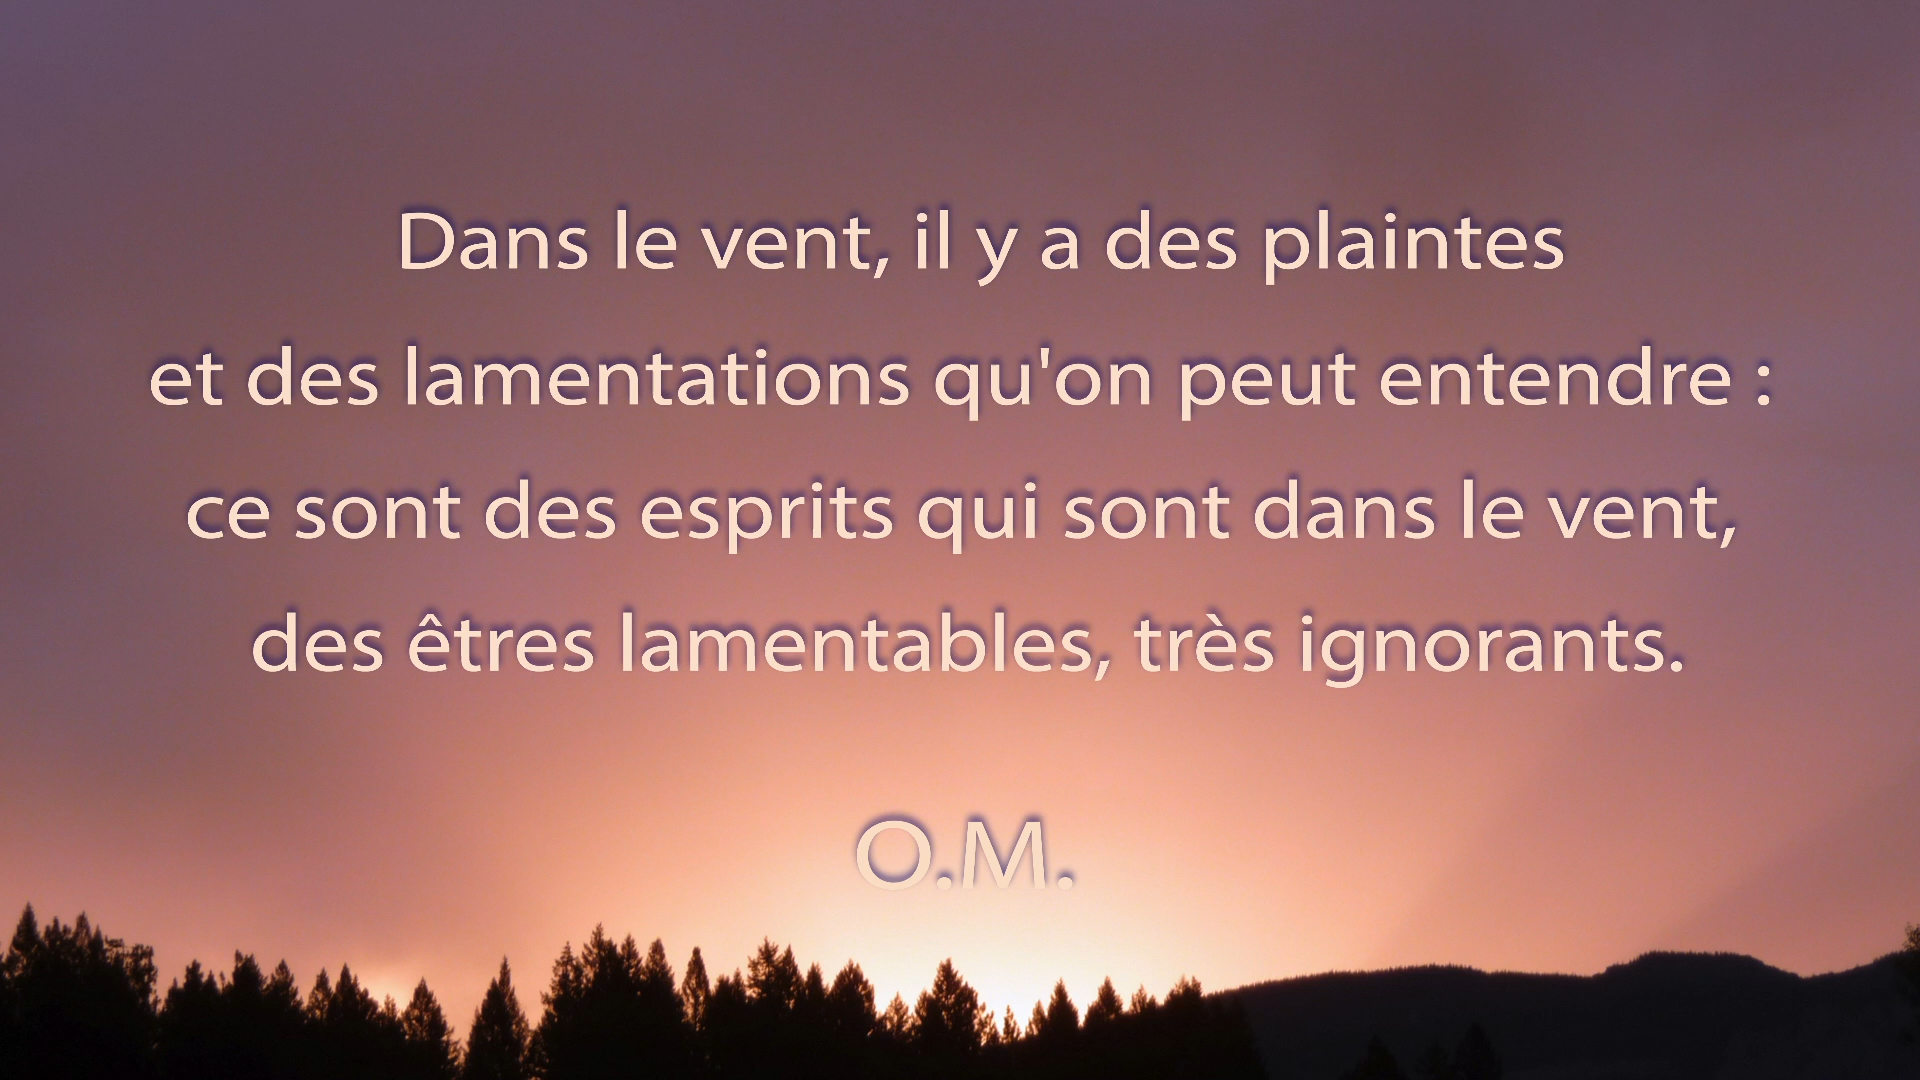 Dans le vent, il y a des plaintes
et des lamentations qu'on peut entendre :
ce sont des esprits qui sont dans le vent,
des êtres lamentables, très ignorants.
O.M.